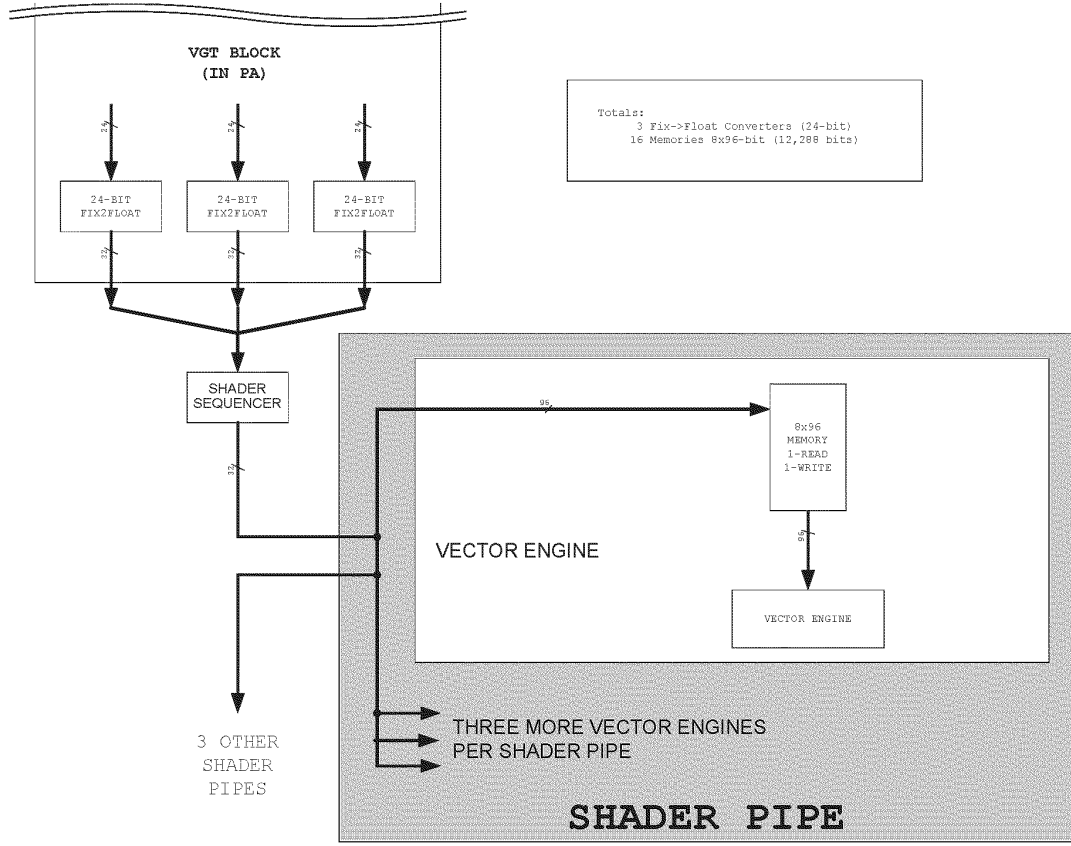 VGT BLOCK
(IN PA)
24
24
24
Totals:
3 Fix->Float Converters (24-bit)
16 Memories 8x96-bit (12,288 bits)
24-BIT
FIX2FLOAT
24-BIT
FIX2FLOAT
24-BIT
FIX2FLOAT
32
32
32
SHADER
SEQUENCER
96
8x96
MEMORY
1-READ
1-WRITE
32
96
VECTOR ENGINE
VECTOR ENGINE
THREE MORE VECTOR ENGINES
PER SHADER PIPE
3 OTHER
SHADER
PIPES
SHADER PIPE